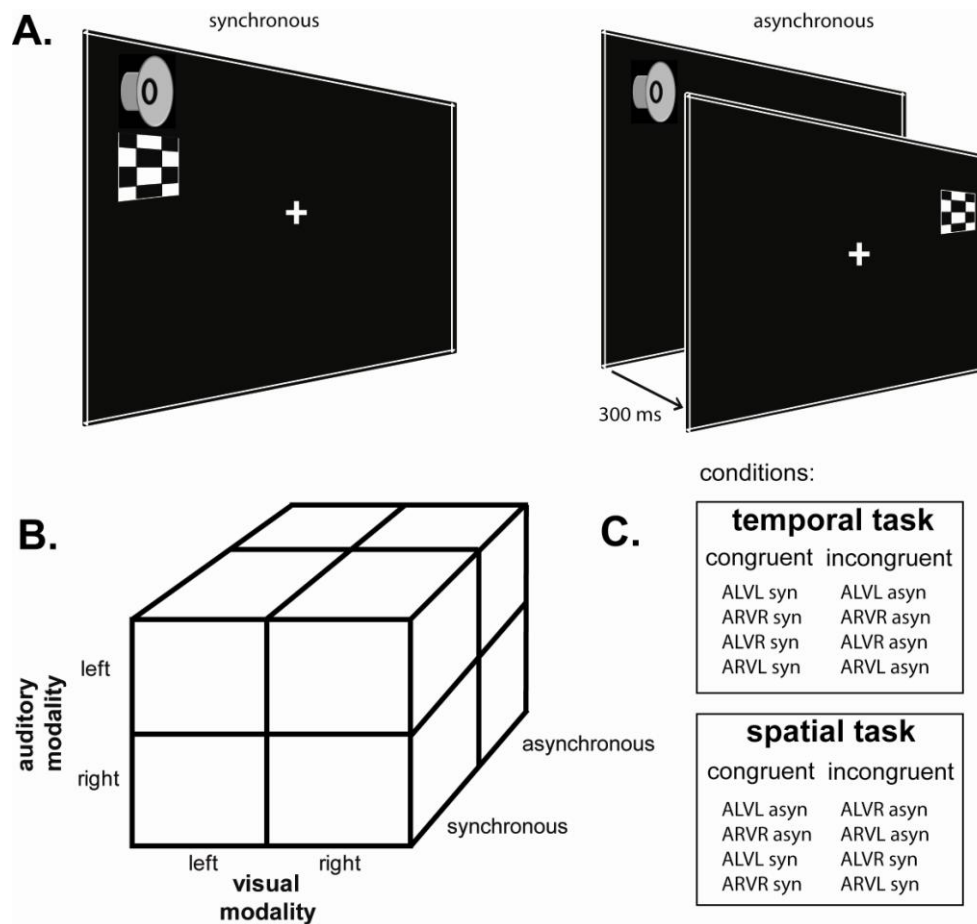 A.
synchronous
asynchronous
300 ms
B.
auditory
modality
left
right
left
right
visual
modality
asynchronous
synchronous
C.
conditions:
temporal task
congruent incongruent
ALVL syn ALVL asyn
ARVR syn ARVR asyn
ALVR syn ALVR asyn
ARVL syn ARVL asyn
spatial task
congruent incongruent
ALVL asyn ALVR asyn
ARVR asyn ARVL asyn
ALVL syn ALVR syn
ARVR syn ARVL syn